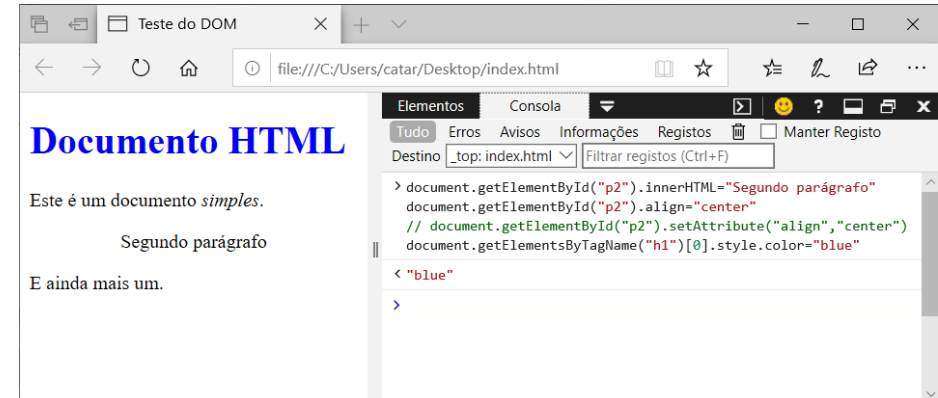 Teste do DOM
file:///C:/Users/catar/Desktop/index.html
Documento HTML
Este é um documento simples.
Segundo parágrafo
E ainda mais um.
Elementos Consola
Tudo Erros Avisos Informações Registos Manter Registo
Destino _top: index.html Filtrar registos (Ctrl+F)
> document.getElementById("p2").innerHTML="Segundo parágrafo"
document.getElementById("p2").align="center"
// document.getElementById("p2").setAttribute("align","center")
document.getElementsByTagName("h1")[0].style.color="blue"
< "blue"
>